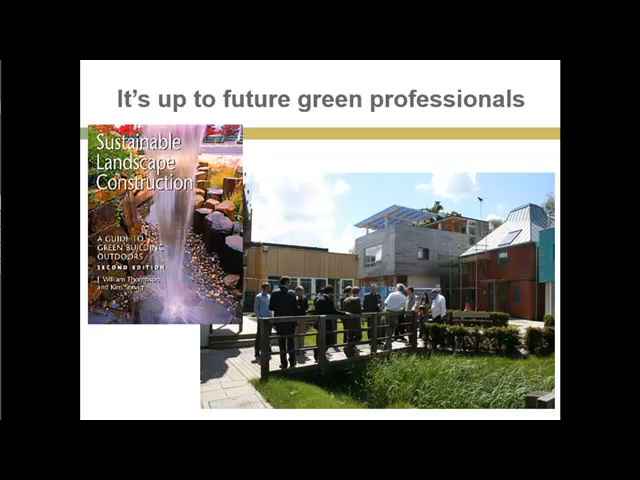 It's up to future green professionals
Sustainable
Landscape
Construction
A GUIDE TO
GREEN BUILDING
OUTDOORS
SECOND EDITION
J. William Thompson
and Kim Sorvig